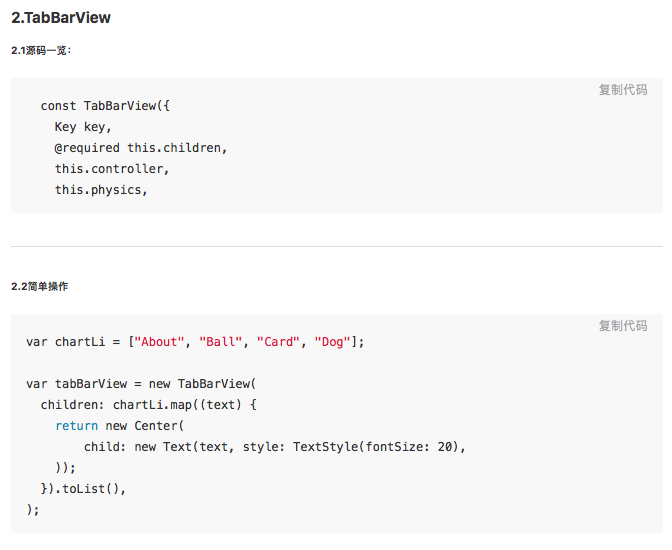 2.TabBarView
2.1源码一览：
复制代码
const TabBarView({
Key key,
@required this.children,
this.controller,
this.physics,
2.2简单操作
复制代码
var chartLi = ["About", "Ball", "Card", "Dog"];
var tabBarView = new TabBarView(
children: chartLi.map((text) {
return new Center(
child: new Text(text, style: TextStyle(fontSize: 20),
));
}).toList(),
);